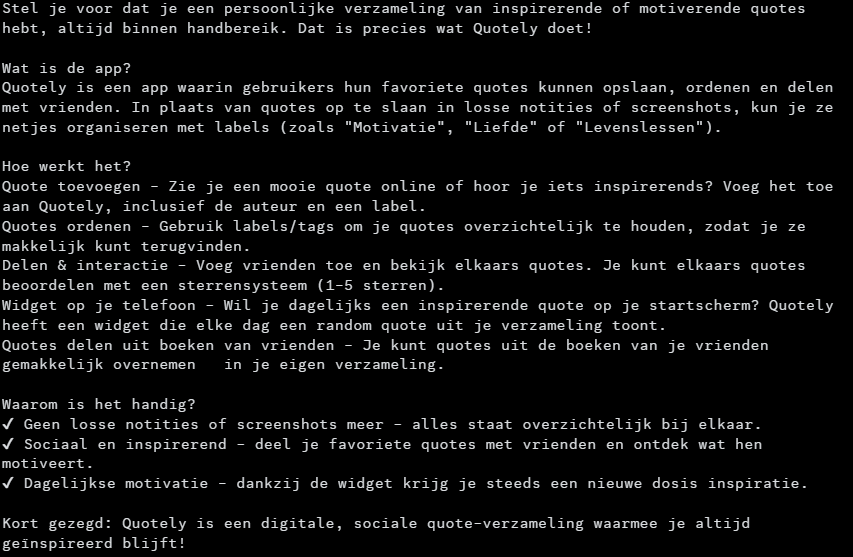 Stel je voor dat je een persoonlijke verzameling van inspirerende of motiverende quotes
hebt, altijd binnen handbereik. Dat is precies wat Quotely doet!

Wat is de app?
Quotely is een app waarin gebruikers hun favoriete quotes kunnen opslaan, ordenen en delen
met vrienden. In plaats van quotes op te slaan in losse notities of screenshots, kun je ze
netjes organiseren met labels (zoals "Motivatie", "Liefde" of "Levenslessen").

Hoe werkt het?
Quote toevoegen – Zie je een mooie quote online of hoor je iets inspirerends? Voeg het toe
aan Quotely, inclusief de auteur en een label.
Quotes ordenen – Gebruik labels/tags om je quotes overzichtelijk te houden, zodat je ze
makkelijk kunt terugvinden.
Delen & interactie – Voeg vrienden toe en bekijk elkaars quotes. Je kunt elkaars quotes
beoordelen met een sterrensysteem (1-5 sterren).
Widget op je telefoon – Wil je dagelijks een inspirerende quote op je startscherm? Quotely
heeft een widget die elke dag een random quote uit je verzameling toont.
Quotes delen uit boeken van vrienden – Je kunt quotes uit de boeken van je vrienden
gemakkelijk overnemen   in je eigen verzameling.

Waarom is het handig?
✔ Geen losse notities of screenshots meer – alles staat overzichtelijk bij elkaar.
✔ Sociaal en inspirerend – deel je favoriete quotes met vrienden en ontdek wat hen
motiveert.
✔ Dagelijkse motivatie – dankzij de widget krijg je steeds een nieuwe dosis inspiratie.

Kort gezegd: Quotely is een digitale, sociale quote-verzameling waarmee je altijd
geïnspireerd blijft!